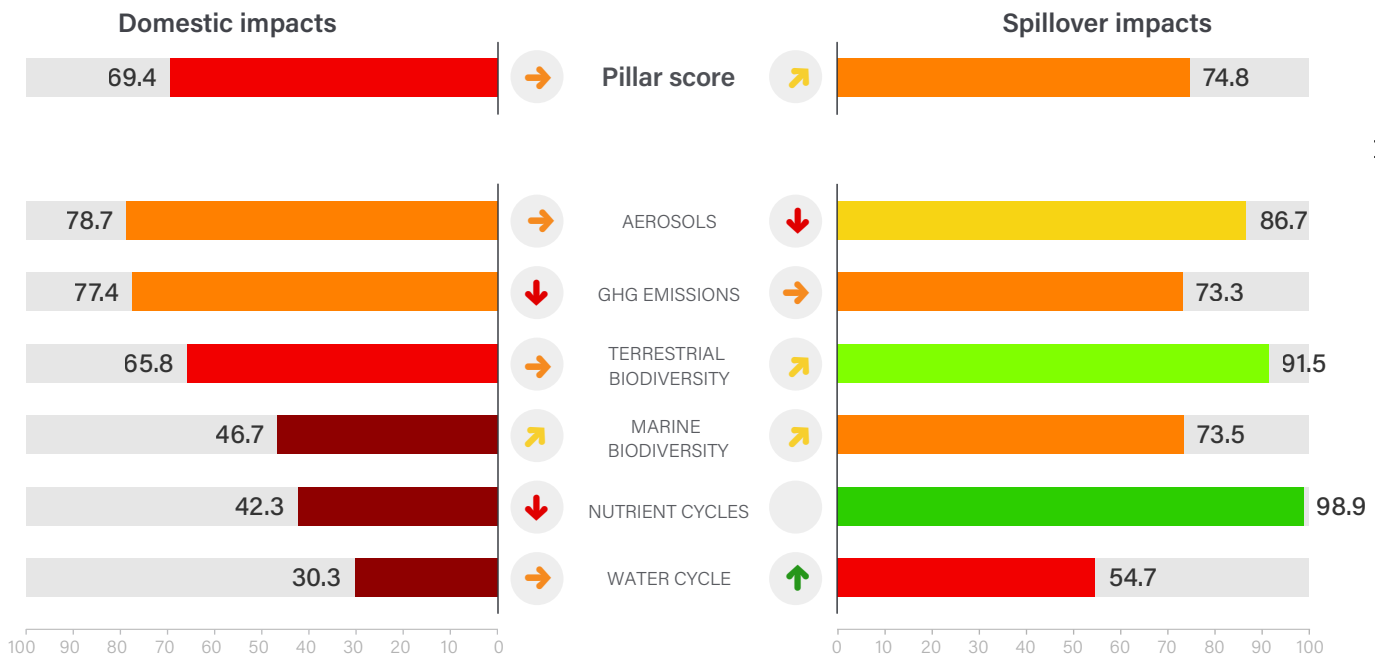 Domestic impacts
Spillover impacts
69.4 Pillar score 74.8
78.7 AEROSOLS 86.7
77.4 GHG EMISSIONS 73.3
65.8 TERRESTRIAL
BIODIVERSITY 91.5
46.7 MARINE
BIODIVERSITY 73.5
42.3 NUTRIENT CYCLES 98.9
30.3 WATER CYCLE 54.7
100 90 80 70 60 50 40 30 20 10 0
0 10 20 30 40 50 60 70 80 90 100